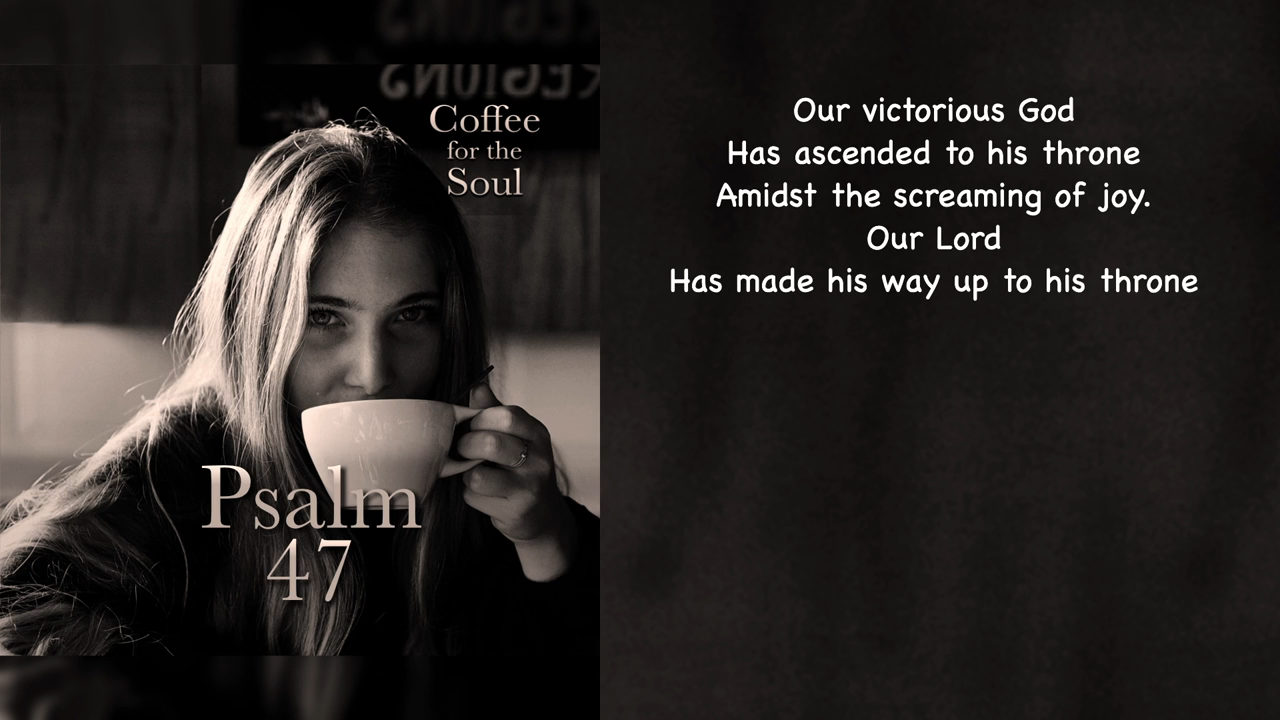 Coffee
for the
Soul
Psalm
47
Our victorious God
Has ascended to his throne
Amidst the screaming of joy.
Our Lord
Has made his way up to his throne